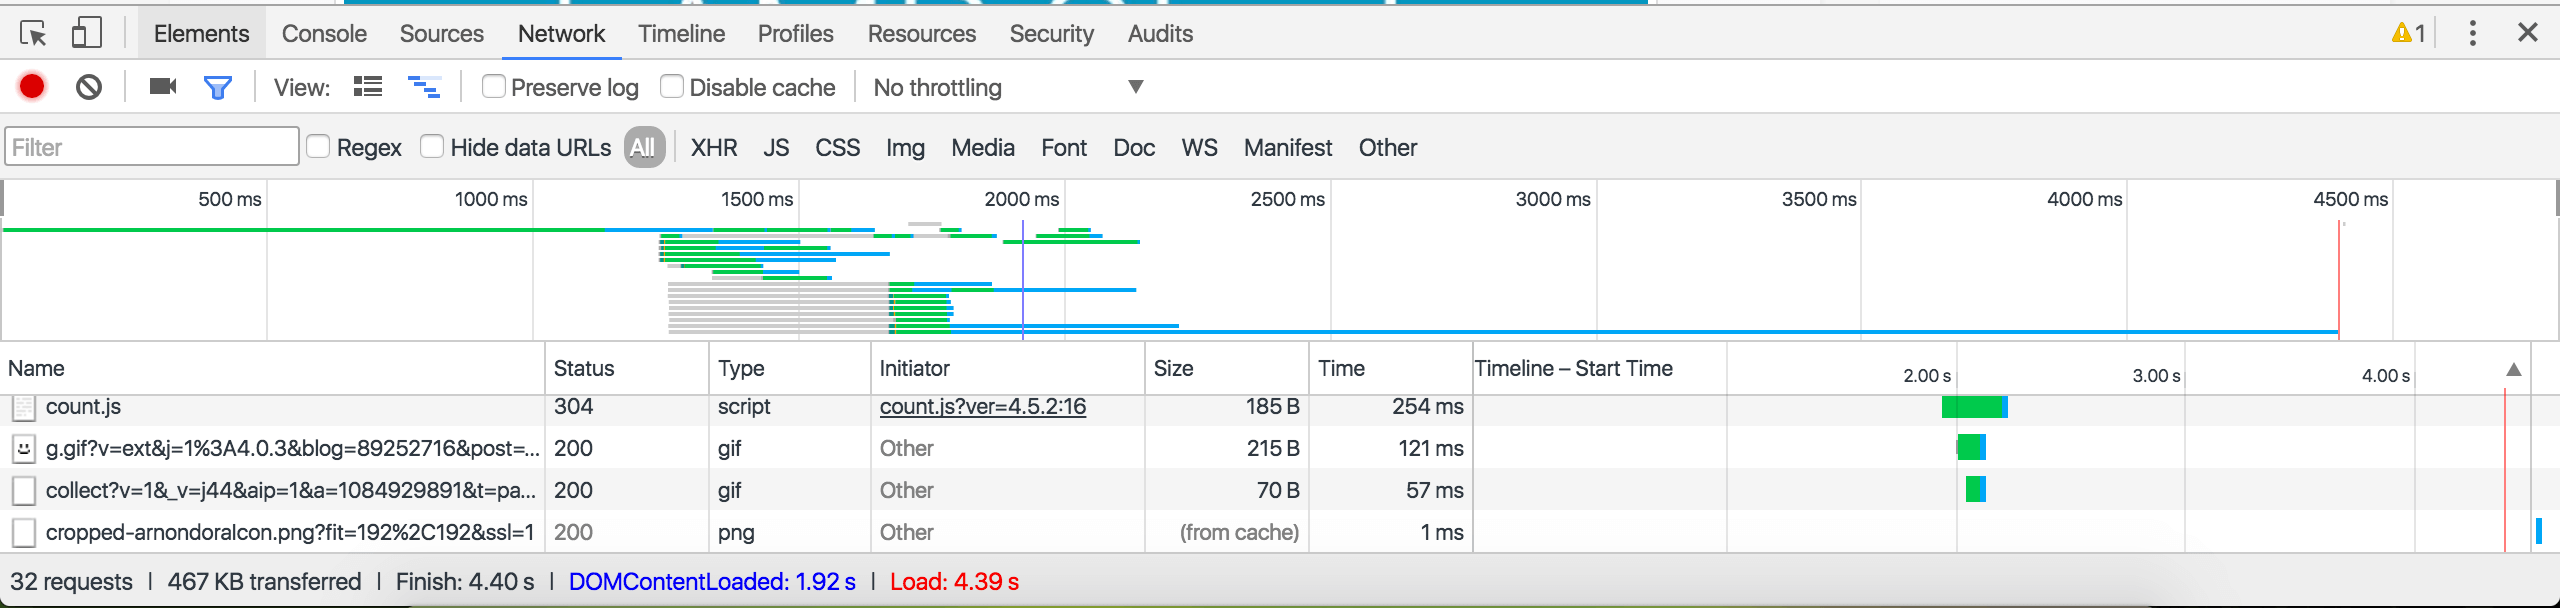 Elements Console Sources Network Timeline Profiles Resources Security Audits 1
View: Preserve log Disable cache No throttling
Filter Regex Hide data URLs All XHR JS CSS Img Media Font Doc WS Manifest Other
500 ms 1000 ms 1500 ms 2000 ms 2500 ms 3000 ms 3500 ms 4000 ms 4500 ms
Name Status Type Initiator Size Time Timeline – Start Time 2.00 s 3.00 s 4.00 s
count.js 304 script count.js?ver=4.5.2:16 185 B 254 ms
g.gif?v=ext&j=1%3A4.0.3&blog=89252716&post=... 200 gif Other 215 B 121 ms
collect?v=1&_v=j44&aip=1&a=1084929891&t=pa... 200 gif Other 70 B 57 ms
cropped-arnondoraIcon.png?fit=192%2C192&ssl=1 200 png Other (from cache) 1 ms
32 requests | 467 KB transferred | Finish: 4.40 s | DOMContentLoaded: 1.92 s | Load: 4.39 s